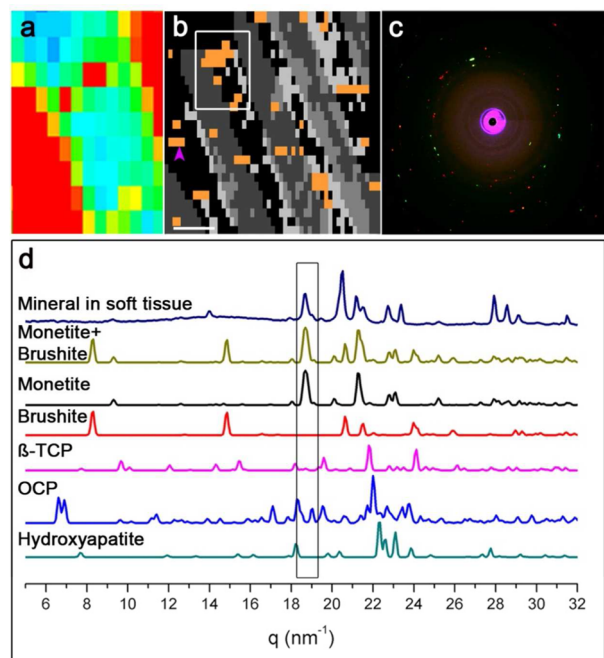 a
b
c
d
Mineral in soft tissue
Monetite+
Brushite
Monetite
Brushite
ß-TCP
OCP
Hydroxyapatite
6 8 10 12 14 16 18 20 22 24 26 28 30 32
q (nm⁻¹)